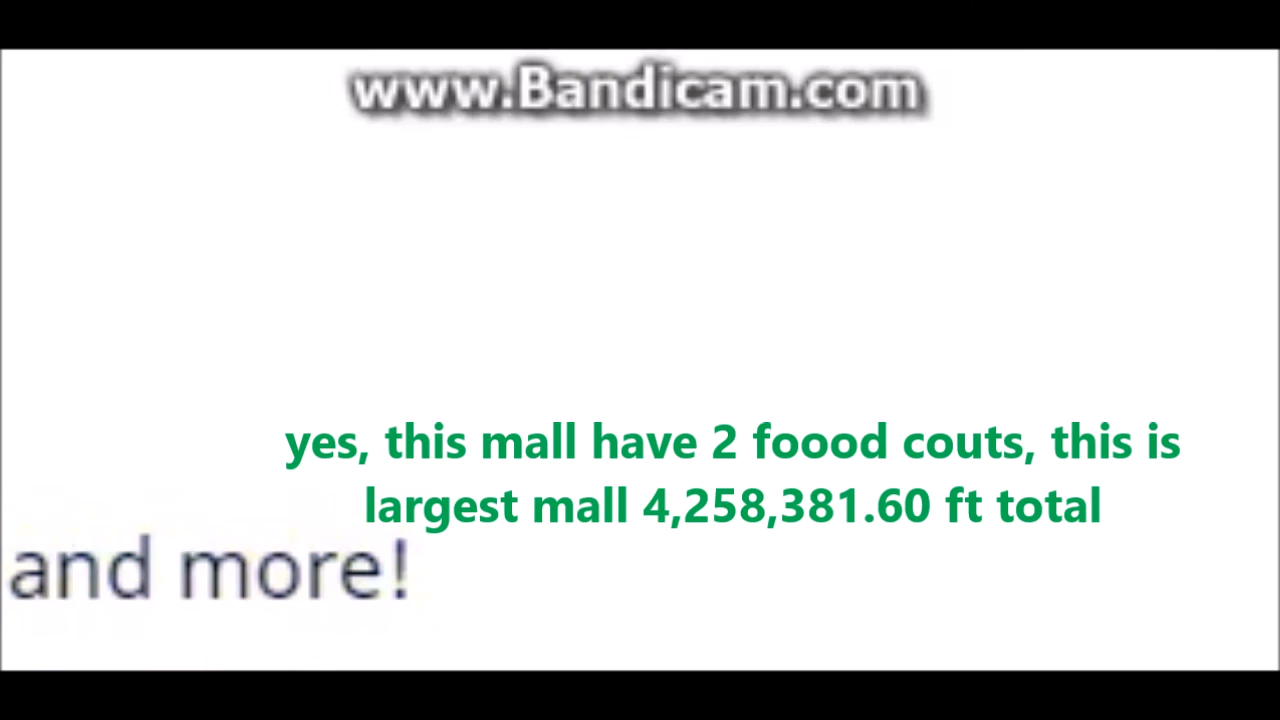 www.Bandicam.com
yes, this mall have 2 foood couts, this is
largest mall 4,258,381.60 ft total
and more!